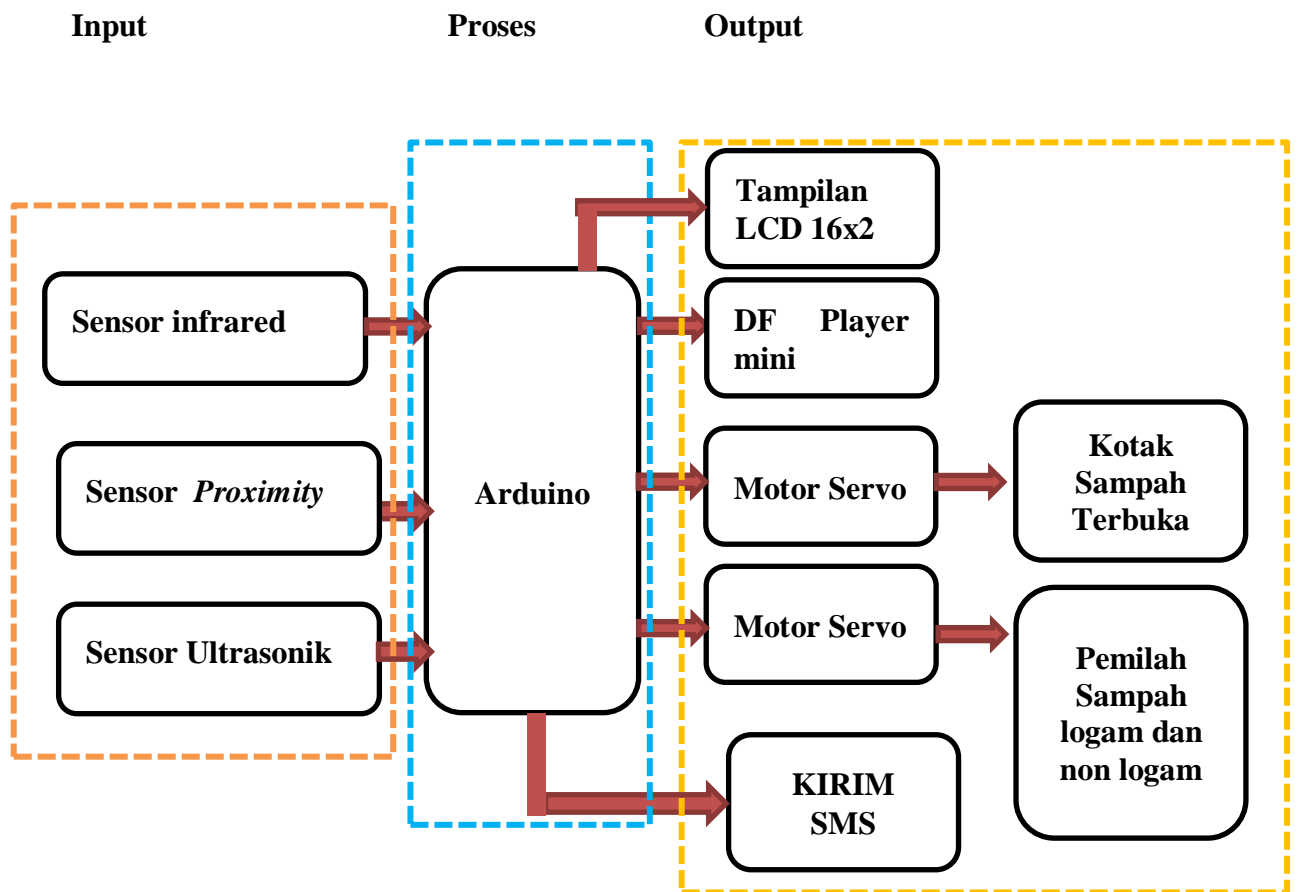 Input
Proses
Output
Sensor infrared
Sensor Proximity
Sensor Ultrasonik
Arduino
Tampilan
LCD 16x2
DF Player
mini
Motor Servo
Kotak
Sampah
Terbuka
Motor Servo
Pemilah
Sampah
logam dan
non logam
KIRIM
SMS